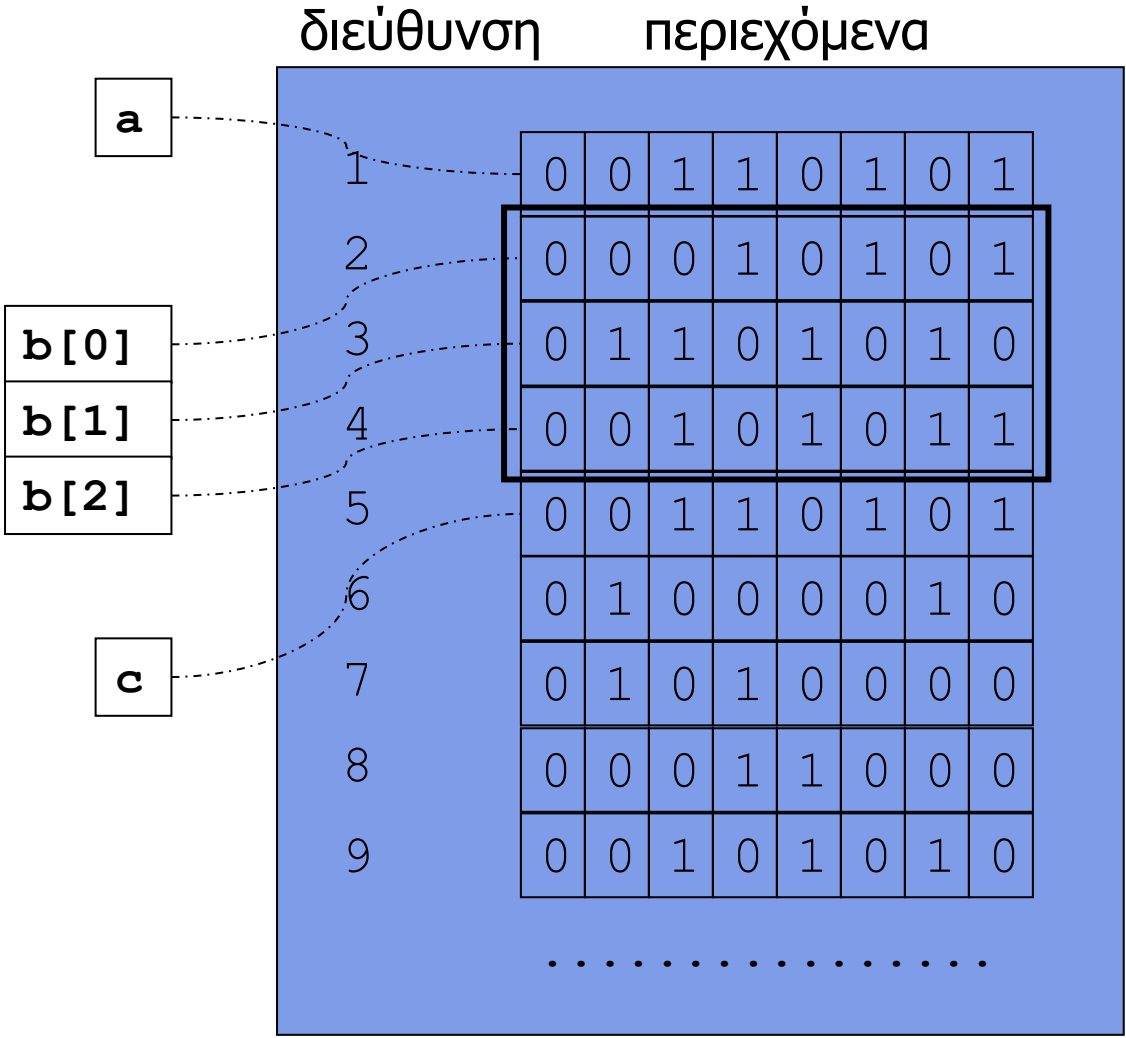 διεύθυνση περιεχόμενα
a
1 0 0 1 1 0 1 0 1
2 0 0 0 1 0 1 0 1
b[0]
3 0 1 1 0 1 0 1 0
b[1]
4 0 0 1 0 1 0 1 1
b[2]
5 0 0 1 1 0 1 0 1
6 0 1 0 0 0 0 1 0
c
7 0 1 0 1 0 0 0 0
8 0 0 0 1 1 0 0 0
9 0 0 1 0 1 0 1 0
. . . . . . . . . . . . . . . .